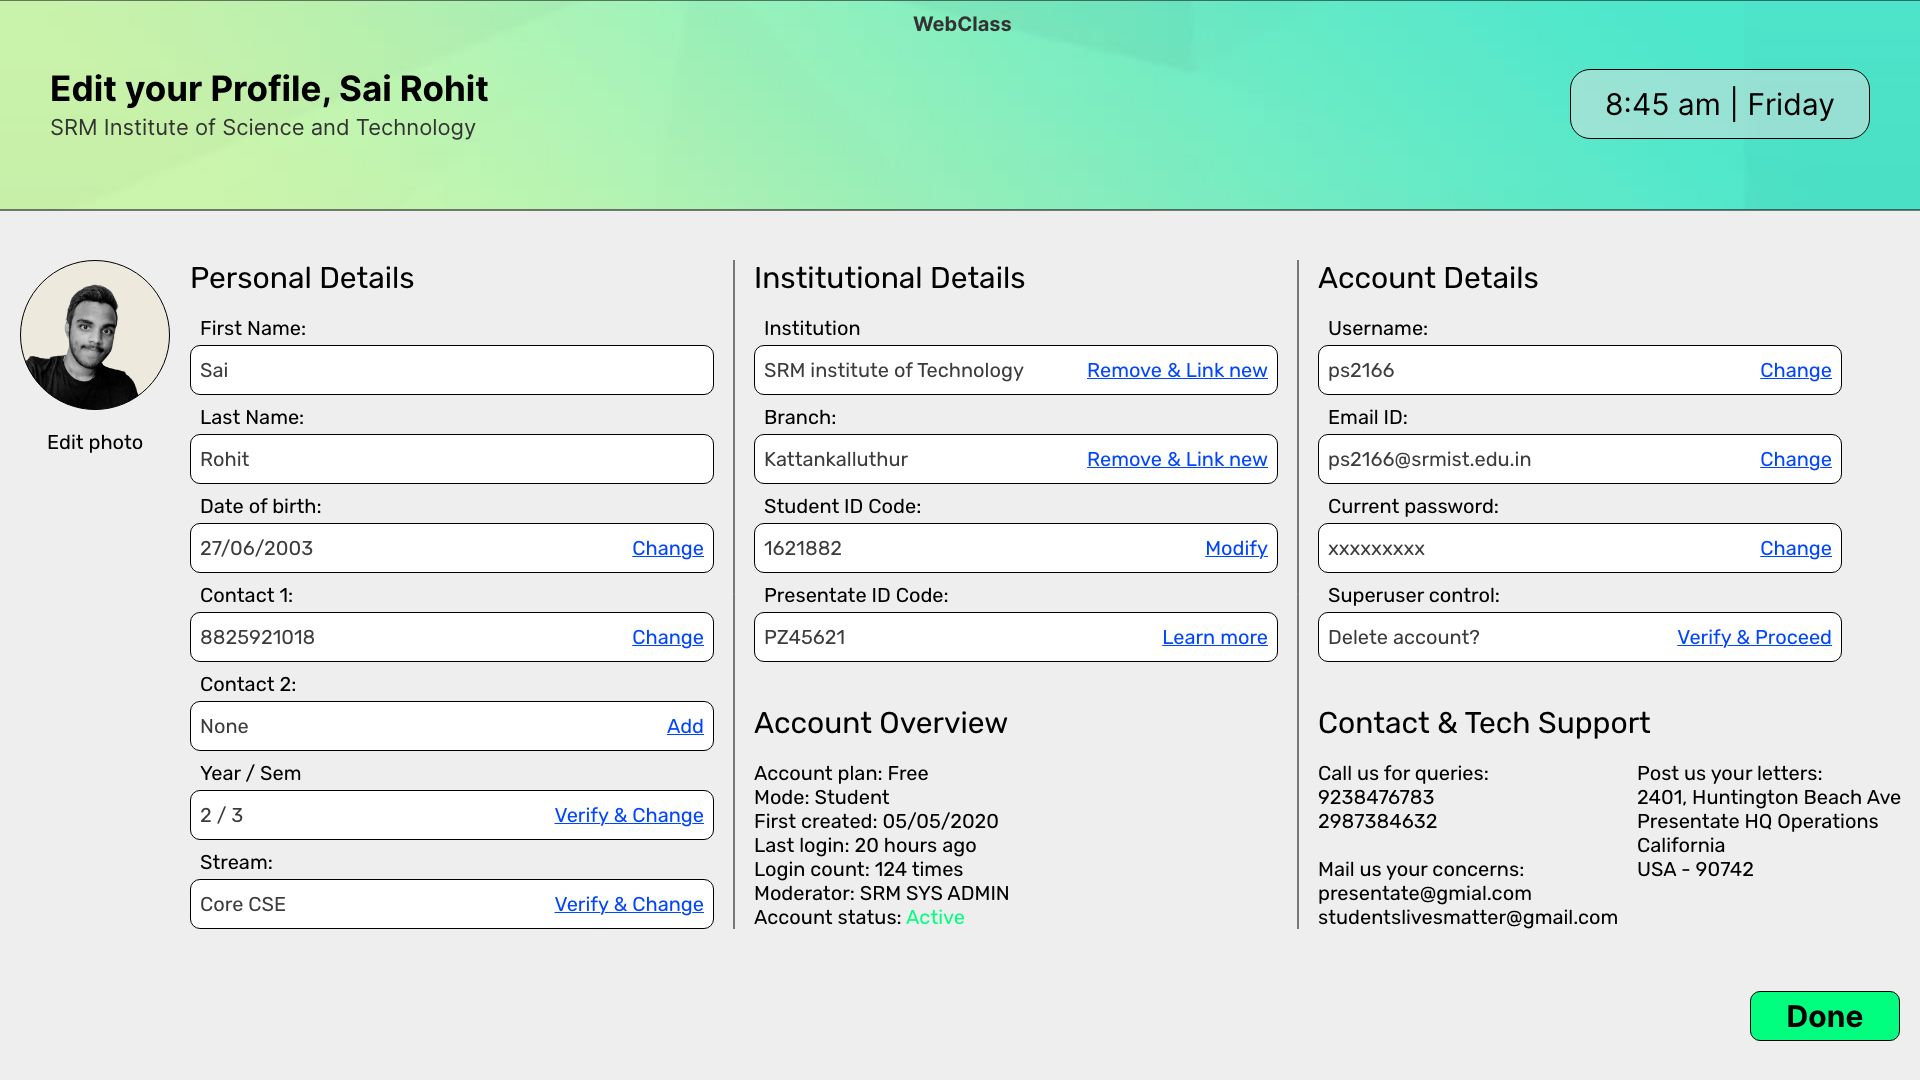 WebClass
Edit your Profile, Sai Rohit
SRM Institute of Science and Technology
8:45 am | Friday
Edit photo
Personal Details
First Name:
Sai
Last Name:
Rohit
Date of birth:
27/06/2003 Change
Contact 1:
8825921018 Change
Contact 2:
None Add
Year / Sem
2 / 3 Verify & Change
Stream:
Core CSE Verify & Change
Institutional Details
Institution
SRM institute of Technology Remove & Link new
Branch:
Kattankalluthur Remove & Link new
Student ID Code:
1621882 Modify
Presentate ID Code:
PZ45621 Learn more
Account Overview
Account plan: Free
Mode: Student
First created: 05/05/2020
Last login: 20 hours ago
Login count: 124 times
Moderator: SRM SYS ADMIN
Account status: Active
Account Details
Username:
ps2166 Change
Email ID:
ps2166@srmist.edu.in Change
Current password:
xxxxxxxxx Change
Superuser control:
Delete account? Verify & Proceed
Contact & Tech Support
Call us for queries:
9238476783
2987384632
Mail us your concerns:
presentate@gmial.com
studentslivesmatter@gmail.com
Post us your letters:
2401, Huntington Beach Ave
Presentate HQ Operations
California
USA - 90742
Done